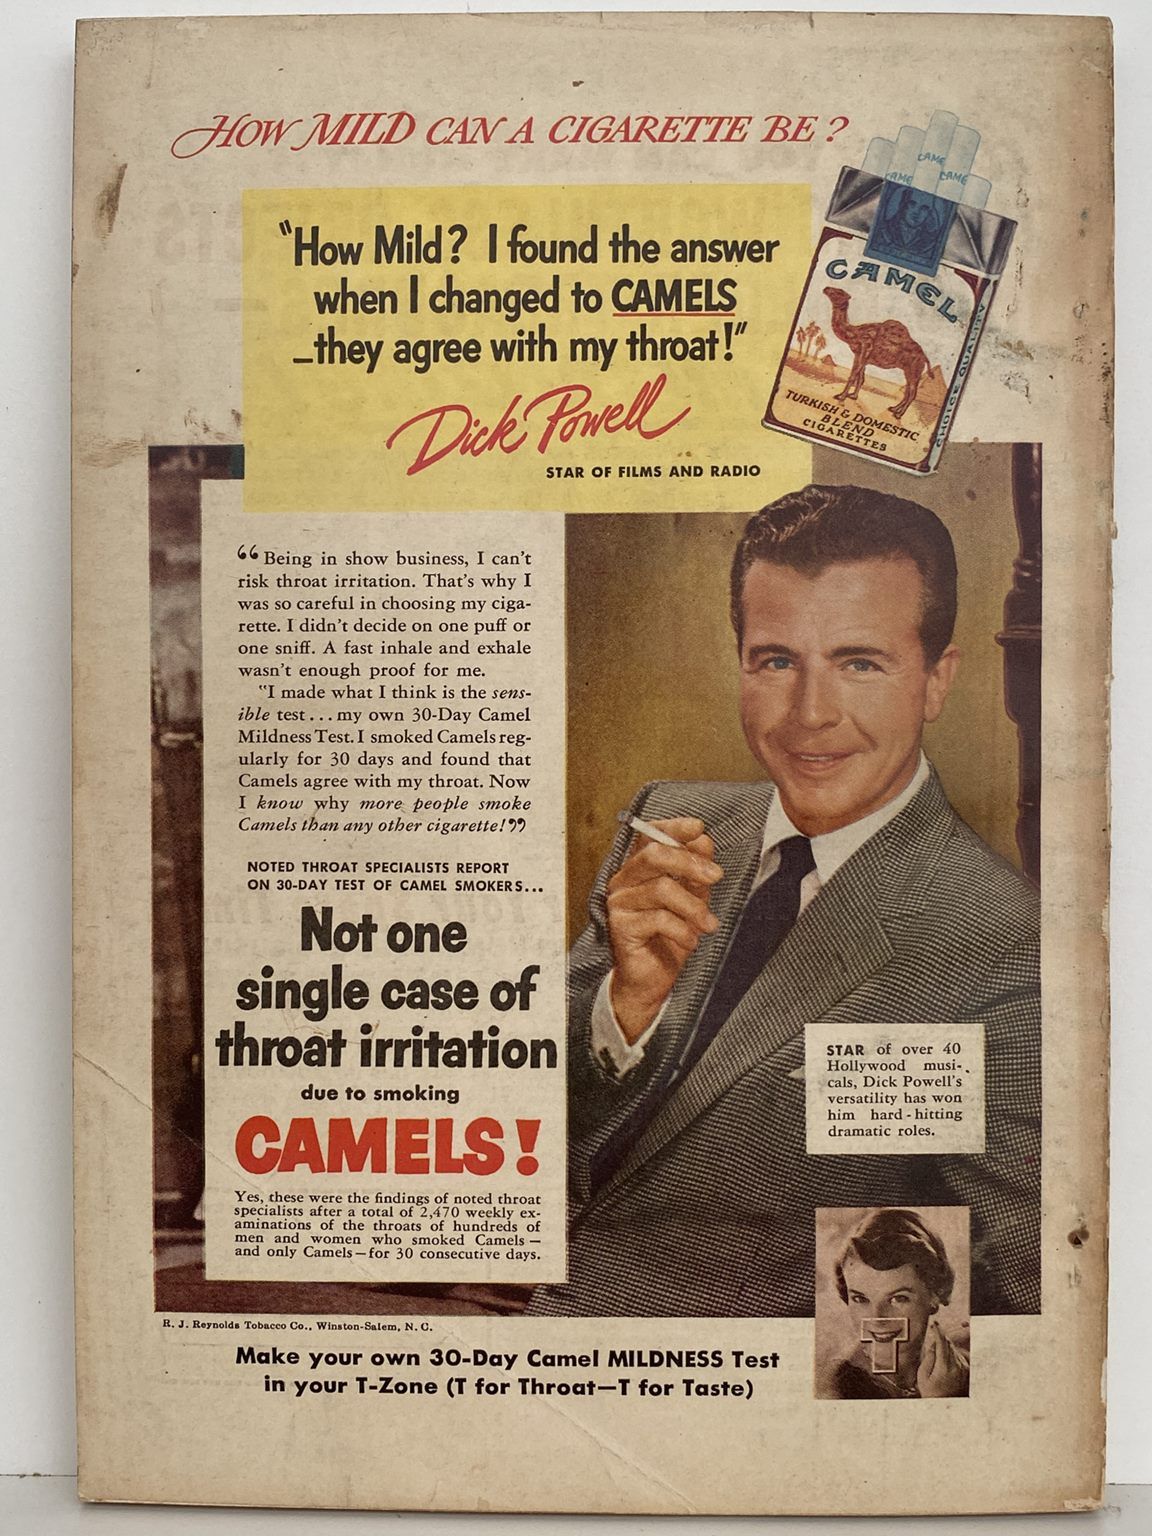 HOW MILD CAN A CIGARETTE BE?
CAME
CAME
CAME
CAMEL
CHOICE QUALITY
TURKISH & DOMESTIC
BLEND
CIGARETTES
"How Mild? I found the answer
when I changed to CAMELS
—they agree with my throat!"
Dick Powell
STAR OF FILMS AND RADIO
“Being in show business, I can't
risk throat irritation. That's why I
was so careful in choosing my ciga-
rette. I didn't decide on one puff or
one sniff. A fast inhale and exhale
wasn't enough proof for me.
"I made what I think is the sens-
ible test...my own 30-Day Camel
Mildness Test. I smoked Camels reg-
ularly for 30 days and found that
Camels agree with my throat. Now
I know why more people smoke
Camels than any other cigarette!”
NOTED THROAT SPECIALISTS REPORT
ON 30-DAY TEST OF CAMEL SMOKERS...
Not one
single case of
throat irritation
due to smoking
CAMELS!
Yes, these were the findings of noted throat
specialists after a total of 2,470 weekly ex-
aminations of the throats of hundreds of
men and women who smoked Camels—
and only Camels—for 30 consecutive days.
STAR of over 40
Hollywood musi-
cals, Dick Powell's
versatility has won
him hard-hitting
dramatic roles.
R. J. Reynolds Tobacco Co., Winston-Salem, N. C.
Make your own 30-Day Camel MILDNESS Test
in your T-Zone (T for Throat—T for Taste)